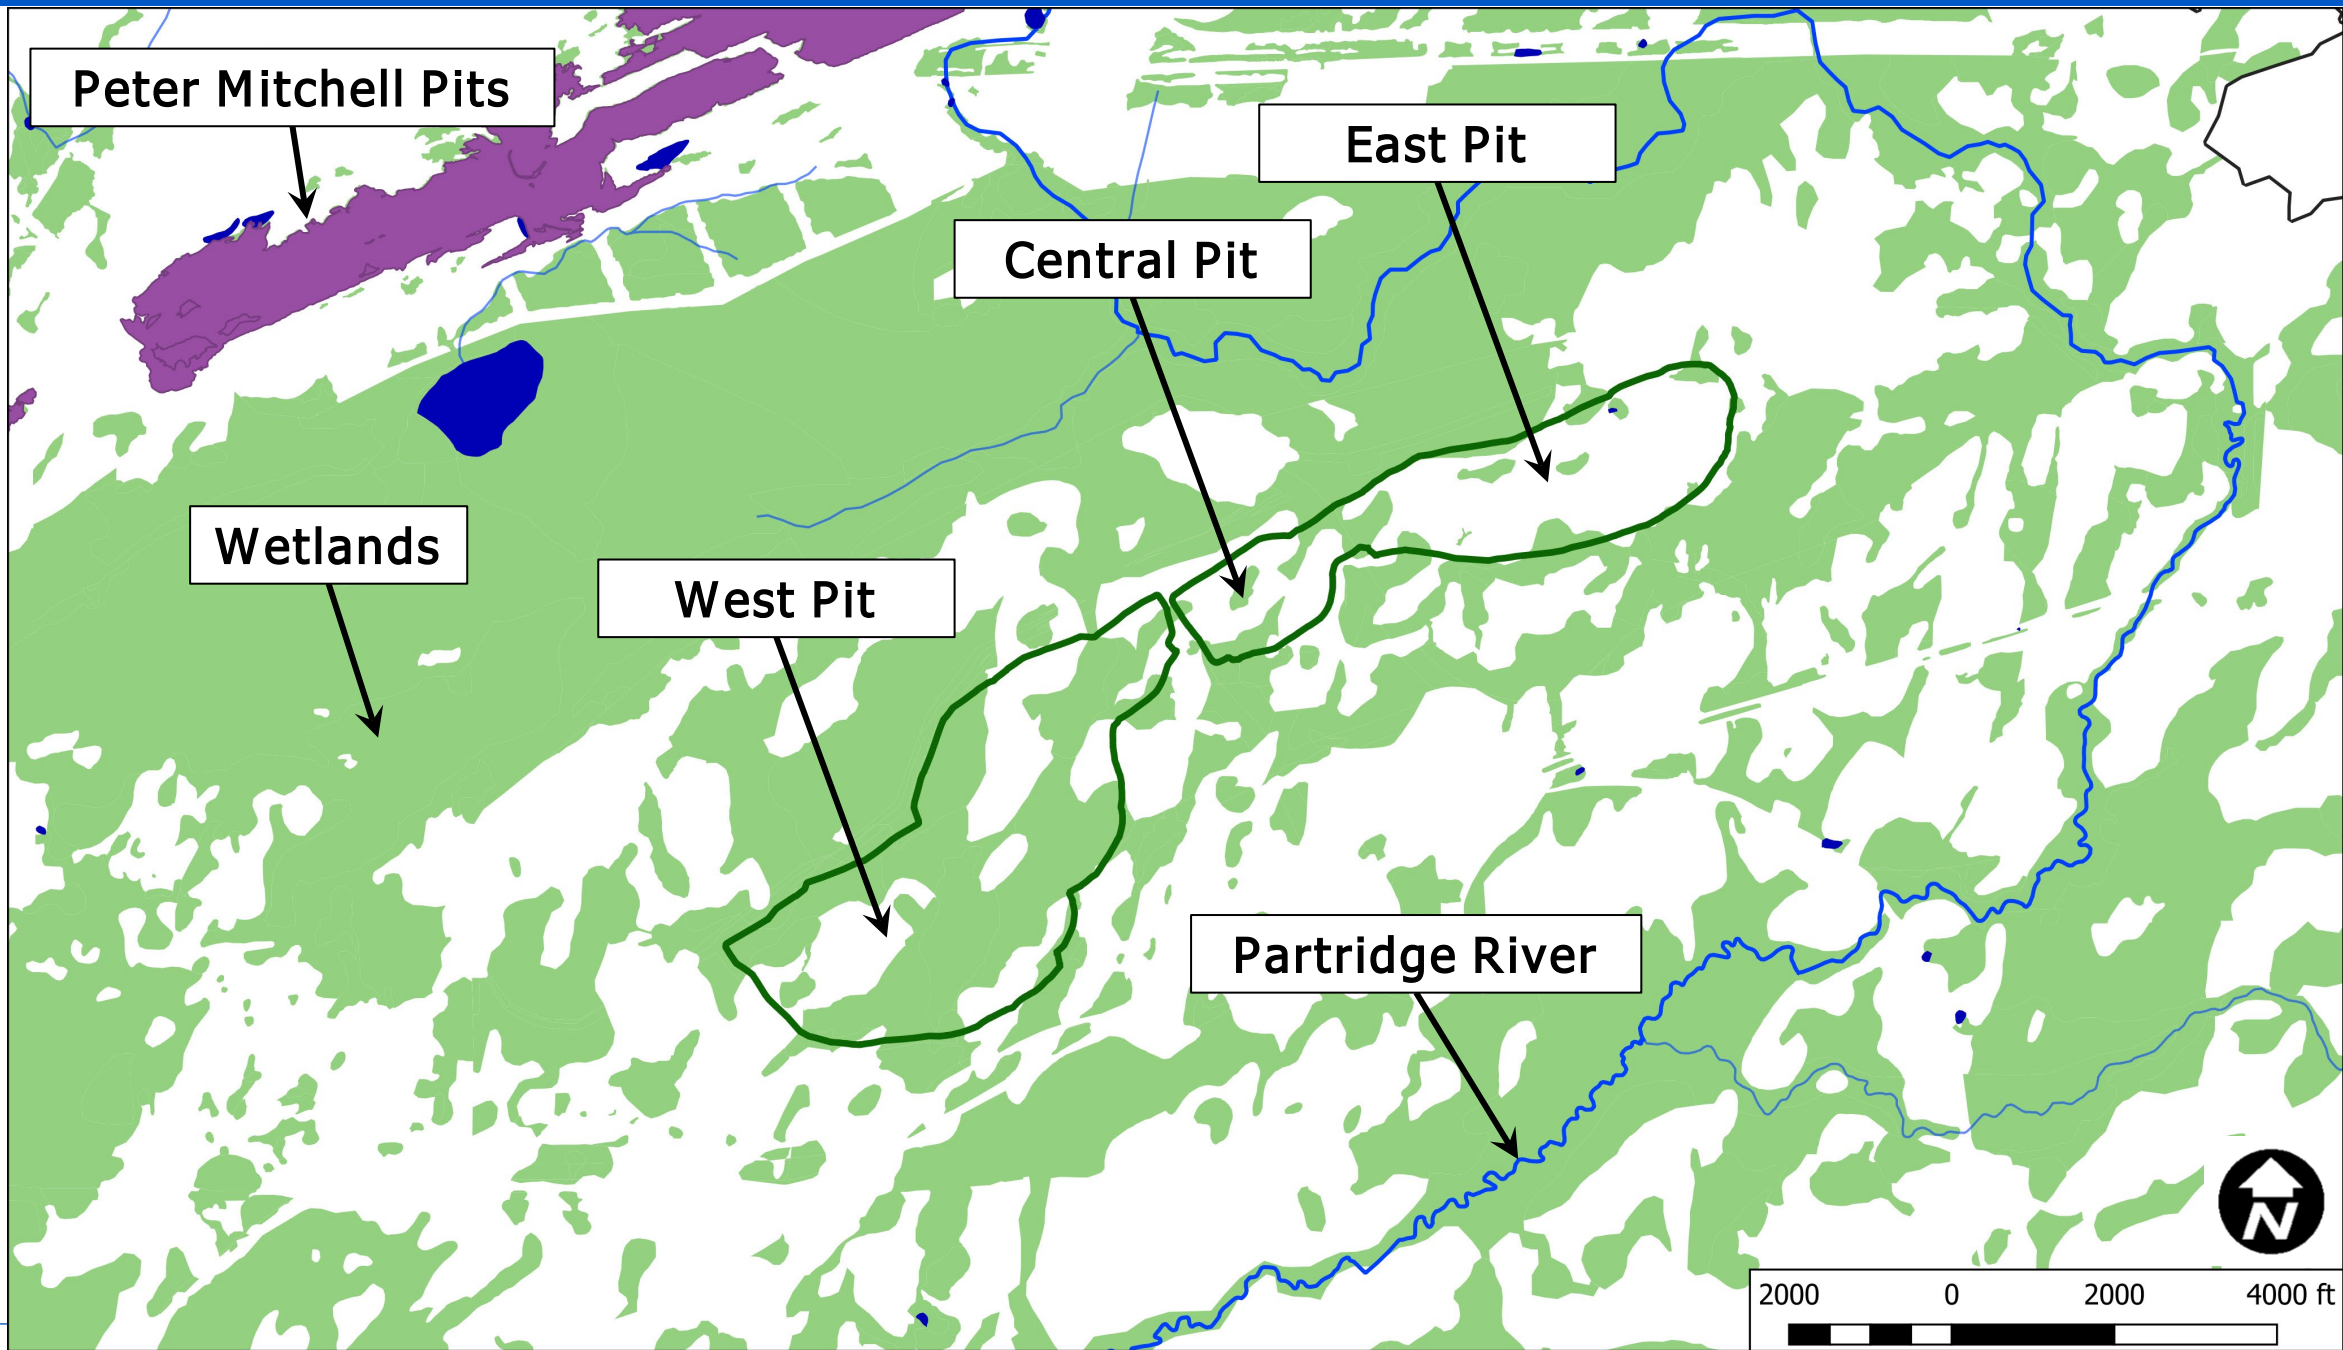 Peter Mitchell Pits
East Pit
Central Pit
Wetlands
West Pit
Partridge River
N
2000 0 2000 4000 ft